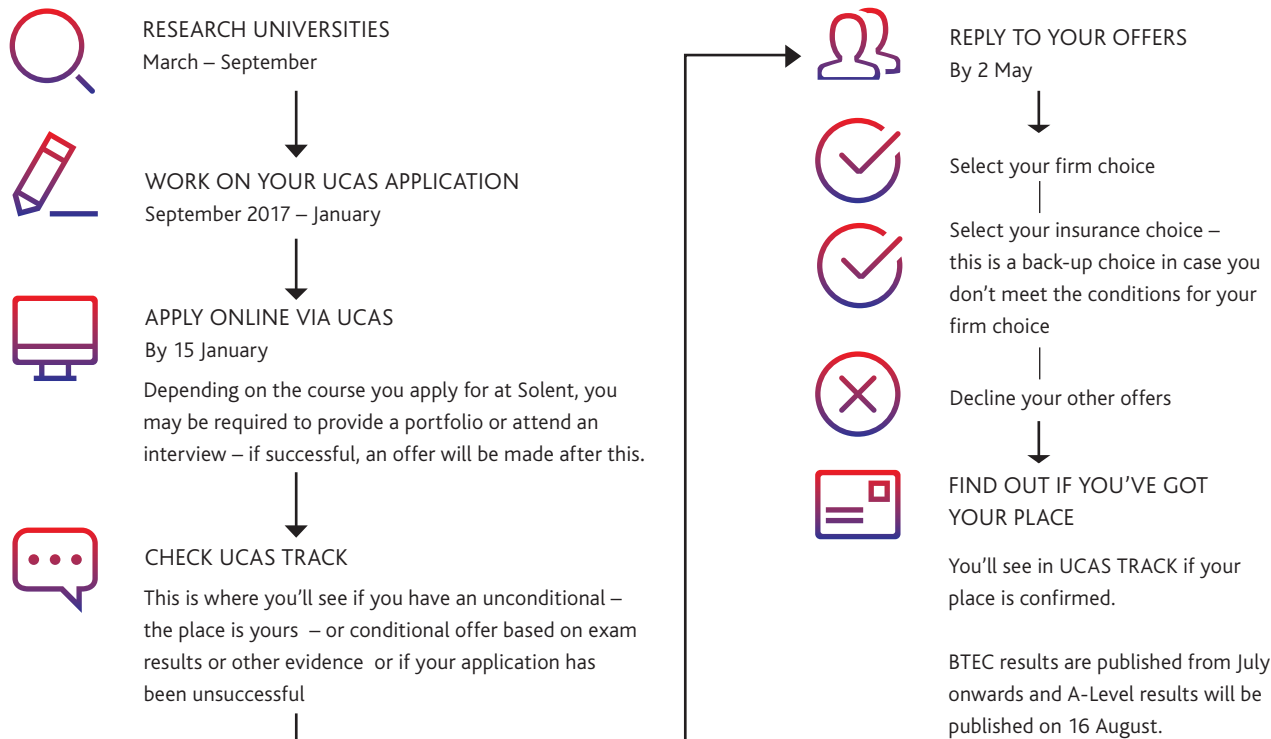 RESEARCH UNIVERSITIES
March – September
WORK ON YOUR UCAS APPLICATION
September 2017 – January
APPLY ONLINE VIA UCAS
By 15 January
Depending on the course you apply for at Solent, you
may be required to provide a portfolio or attend an
interview – if successful, an offer will be made after this.
CHECK UCAS TRACK
This is where you’ll see if you have an unconditional –
the place is yours  – or conditional offer based on exam
results or other evidence  or if your application has
been unsuccessful
REPLY TO YOUR OFFERS
By 2 May
Select your firm choice
Select your insurance choice –
this is a back-up choice in case you
don’t meet the conditions for your
firm choice
Decline your other offers
FIND OUT IF YOU’VE GOT
YOUR PLACE
You’ll see in UCAS TRACK if your
place is confirmed.
BTEC results are published from July
onwards and A-Level results will be
published on 16 August.